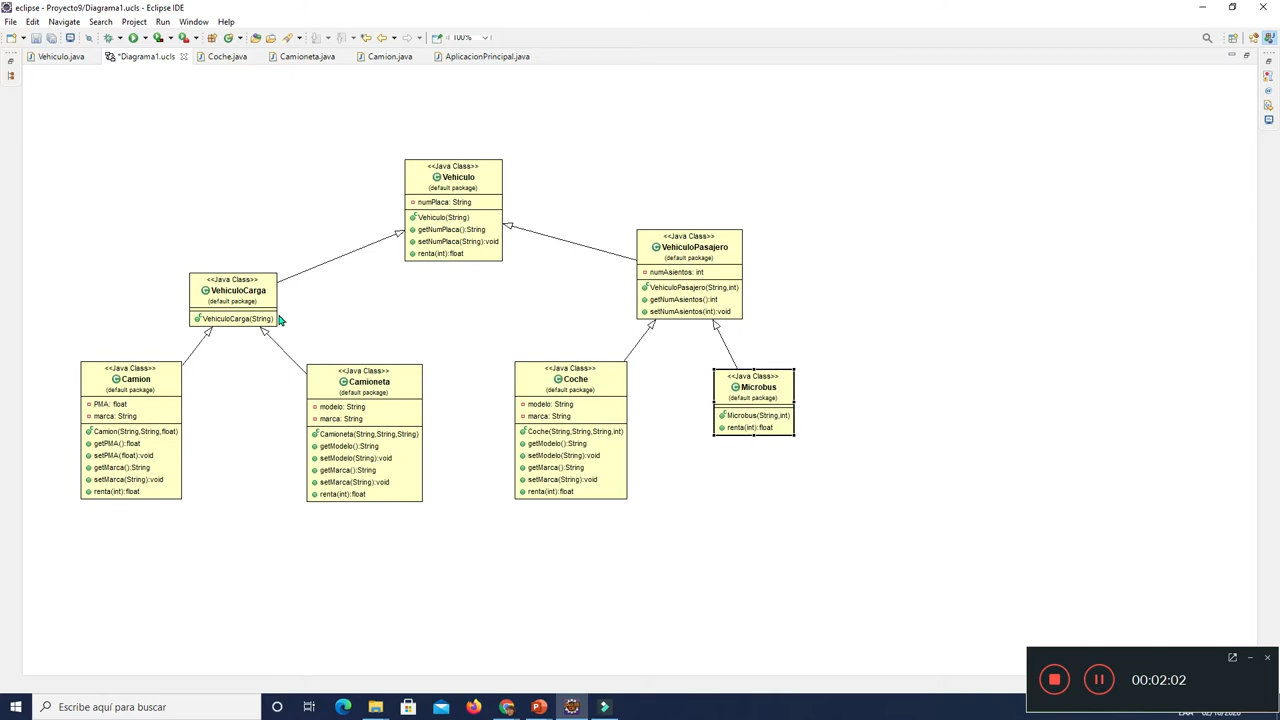 eclipse - Proyecto9/Diagrama1.ucls - Eclipse IDE
File Edit Navigate Search Project Run Window Help
100%
Vehiculo.java *Diagrama1.ucls Coche.java Camioneta.java Camion.java AplicacionPrincipal.java
<<Java Class>>
Vehiculo
(default package)
numPlaca: String
Vehiculo(String)
getNumPlaca():String
setNumPlaca(String):void
renta(int):float
<<Java Class>>
VehiculoPasajero
(default package)
numAsientos: int
VehiculoPasajero(String,int)
getNumAsientos():int
setNumAsientos(int):void
<<Java Class>>
VehiculoCarga
(default package)
VehiculoCarga(String)
<<Java Class>>
Camion
(default package)
PMA: float
marca: String
Camion(String,String,float)
getPMA():float
setPMA(float):void
getMarca():String
setMarca(String):void
renta(int):float
<<Java Class>>
Camioneta
(default package)
modelo: String
marca: String
Camioneta(String,String,String)
getModelo():String
setModelo(String):void
getMarca():String
setMarca(String):void
renta(int):float
<<Java Class>>
Coche
(default package)
modelo: String
marca: String
Coche(String,String,String,int)
getModelo():String
setModelo(String):void
getMarca():String
setMarca(String):void
renta(int):float
<<Java Class>>
Microbus
(default package)
Microbus(String,int)
renta(int):float
00:02:02
Escribe aquí para buscar